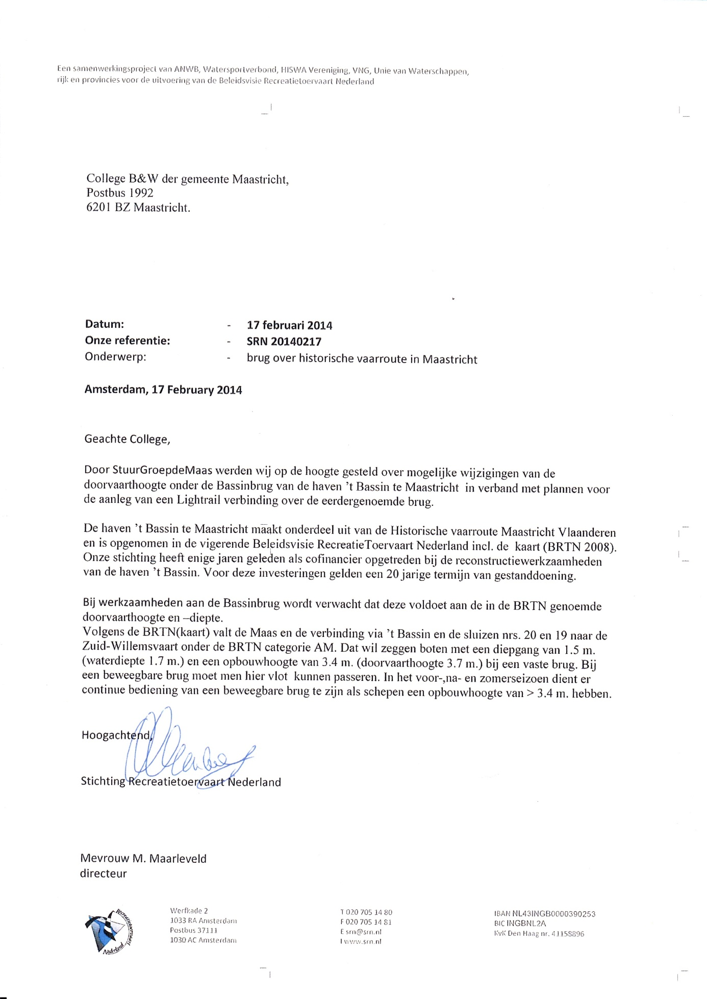 Een samenwerkingsproject van ANWB, Watersportverbond, HISWA Vereniging, VNG, Unie van Waterschappen,
rijk en provincies voor de uitvoering van de Beleidsvisie Recreatietoervaart Nederland
College B&W der gemeente Maastricht,
Postbus 1992
6201 BZ Maastricht.
Datum: - 17 februari 2014
Onze referentie: - SRN 20140217
Onderwerp: - brug over historische vaarroute in Maastricht
Amsterdam, 17 February 2014
Geachte College,
Door StuurGroepdeMaas werden wij op de hoogte gesteld over mogelijke wijzigingen van de
doorvaarthoogte onder de Bassinbrug van de haven ’t Bassin te Maastricht in verband met plannen voor
de aanleg van een Lightrail verbinding over de eerdergenoemde brug.
De haven ’t Bassin te Maastricht maakt onderdeel uit van de Historische vaarroute Maastricht Vlaanderen
en is opgenomen in de vigerende Beleidsvisie RecreatieToervaart Nederland incl. de kaart (BRTN 2008).
Onze stichting heeft enige jaren geleden als cofinancier opgetreden bij de reconstructiewerkzaamheden
van de haven ’t Bassin. Voor deze investeringen gelden een 20 jarige termijn van gestanddoening.
Bij werkzaamheden aan de Bassinbrug wordt verwacht dat deze voldoet aan de in de BRTN genoemde
doorvaarthoogte en –diepte.
Volgens de BRTN(kaart) valt de Maas en de verbinding via ’t Bassin en de sluizen nrs. 20 en 19 naar de
Zuid-Willemsvaart onder de BRTN categorie AM. Dat wil zeggen boten met een diepgang van 1.5 m.
(waterdiepte 1.7 m.) en een opbouwhoogte van 3.4 m. (doorvaarthoogte 3.7 m.) bij een vaste brug. Bij
een beweegbare brug moet men hier vlot kunnen passeren. In het voor-,na- en zomerseizoen dient er
continue bediening van een beweegbare brug te zijn als schepen een opbouwhoogte van > 3.4 m. hebben.
Hoogachtend,
Stichting Recreatietoervaart Nederland
Mevrouw M. Maarleveld
directeur
Recreatietoervaart
Nederland
Werfkade 2
1033 RA Amsterdam
Postbus 37111
1030 AC Amsterdam
T 020 705 14 80
F 020 705 14 81
E srn@srn.nl
I www.srn.nl
IBAN NL43INGB0000390253
BIC INGBNL2A
KvK Den Haag nr. 41158896